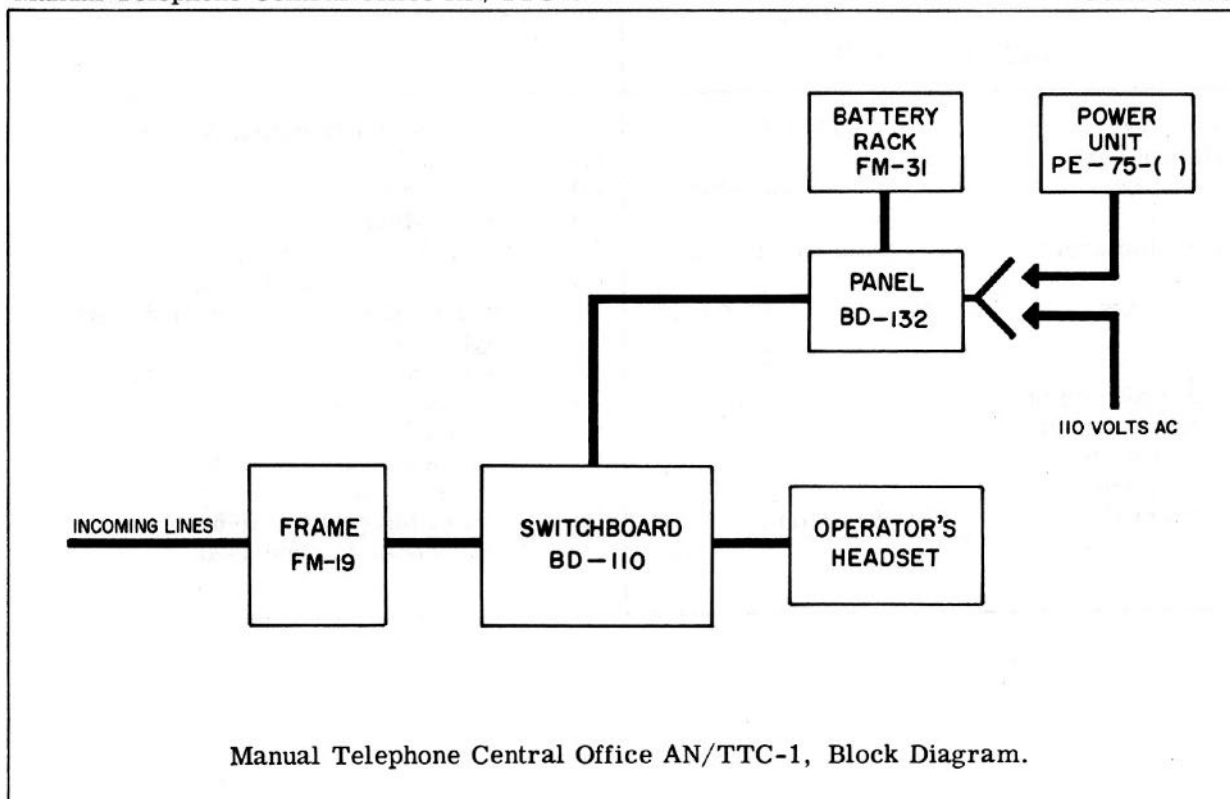 BATTERY
RACK
FM-31
POWER
UNIT
PE-75-( )
PANEL
BD-132
110 VOLTS AC
INCOMING LINES
FRAME
FM-19
SWITCHBOARD
BD-110
OPERATOR'S
HEADSET
Manual Telephone Central Office AN/TTC-1, Block Diagram.